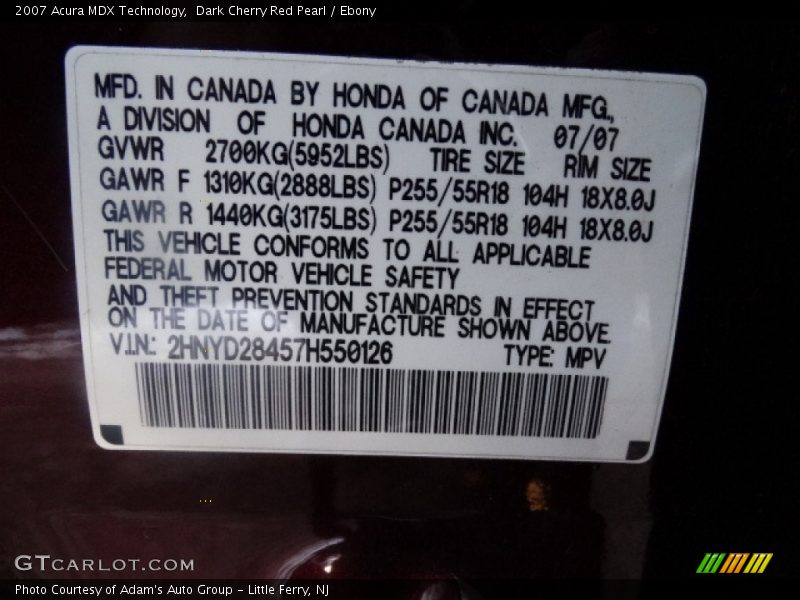 2007 Acura MDX Technology,  Dark Cherry Red Pearl / Ebony
MFD. IN CANADA BY HONDA OF CANADA MFG.,
A DIVISION OF HONDA CANADA INC. 07/07
GVWR 2700KG(5952LBS) TIRE SIZE RIM SIZE
GAWR F 1310KG(2888LBS) P255/55R18 104H 18X8.0J
GAWR R 1440KG(3175LBS) P255/55R18 104H 18X8.0J
THIS VEHICLE CONFORMS TO ALL APPLICABLE
FEDERAL MOTOR VEHICLE SAFETY
AND THEFT PREVENTION STANDARDS IN EFFECT
ON THE DATE OF MANUFACTURE SHOWN ABOVE.
V.I.N.: 2HNYD28457H550126 TYPE: MPV
GTCARLOT.COM
Photo Courtesy of Adam's Auto Group - Little Ferry, NJ